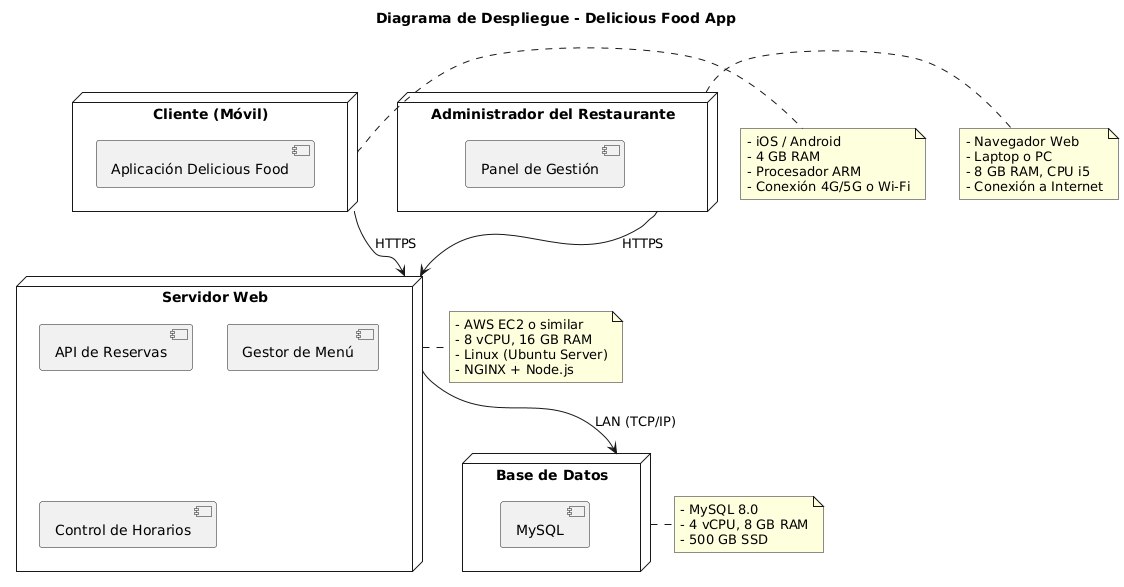 Diagrama de Despliegue - Delicious Food App
Cliente (Móvil)
Aplicación Delicious Food
Administrador del Restaurante
Panel de Gestión
- iOS / Android
- 4 GB RAM
- Procesador ARM
- Conexión 4G/5G o Wi-Fi
- Navegador Web
- Laptop o PC
- 8 GB RAM, CPU i5
- Conexión a Internet
HTTPS
HTTPS
Servidor Web
API de Reservas
Gestor de Menú
Control de Horarios
- AWS EC2 o similar
- 8 vCPU, 16 GB RAM
- Linux (Ubuntu Server)
- NGINX + Node.js
LAN (TCP/IP)
Base de Datos
MySQL
- MySQL 8.0
- 4 vCPU, 8 GB RAM
- 500 GB SSD